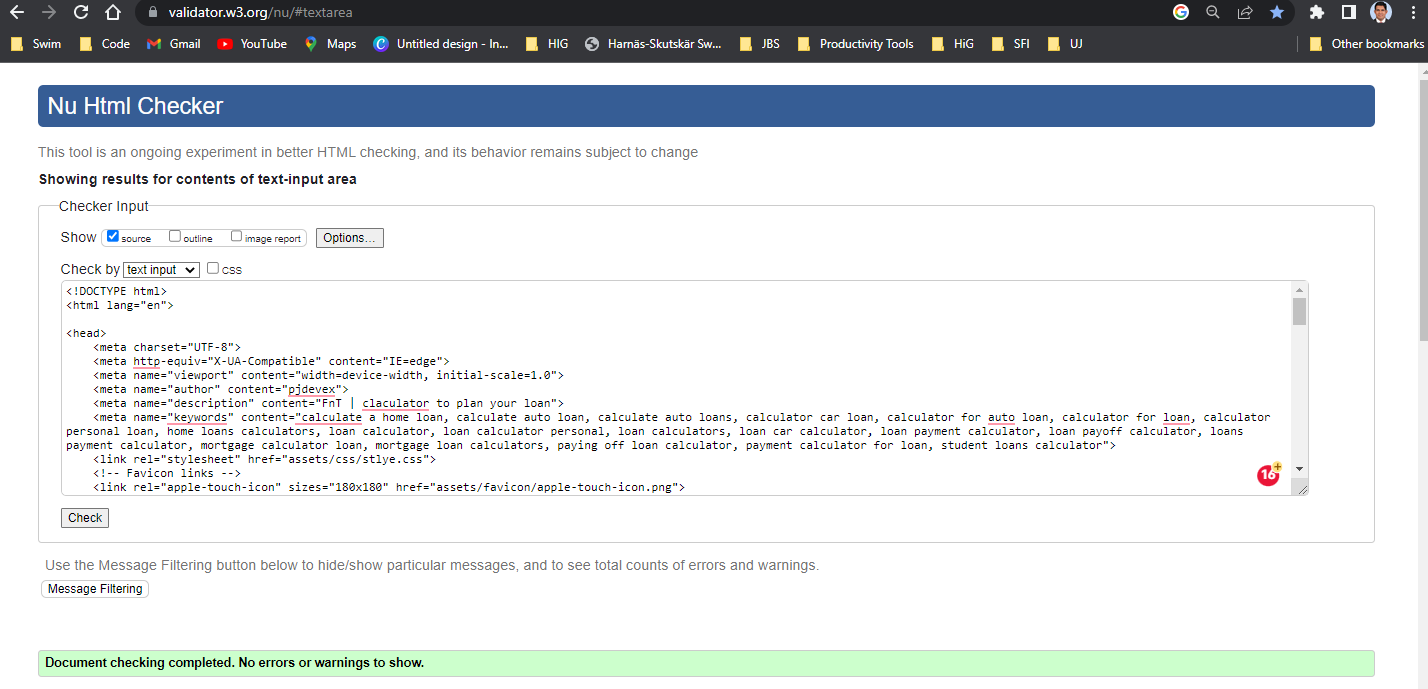 validator.w3.org/nu/#textarea
Swim Code Gmail YouTube Maps Untitled design - In... HIG Harnäs-Skutskär Sw... JBS Productivity Tools HiG SFI UJ Other bookmarks
Nu Html Checker
This tool is an ongoing experiment in better HTML checking, and its behavior remains subject to change
Showing results for contents of text-input area
Checker Input
Show source outline image report Options...
Check by text input css
<!DOCTYPE html>
<html lang="en">
<head>
<meta charset="UTF-8">
<meta http-equiv="X-UA-Compatible" content="IE=edge">
<meta name="viewport" content="width=device-width, initial-scale=1.0">
<meta name="author" content="pjdevex">
<meta name="description" content="FnT | claculator to plan your loan">
<meta name="keywords" content="calculate a home loan, calculate auto loan, calculate auto loans, calculator car loan, calculator for auto loan, calculator for loan, calculator
personal loan, home loans calculators, loan calculator, loan calculator personal, loan calculators, loan car calculator, loan payment calculator, loan payoff calculator, loans
payment calculator, mortgage calculator loan, mortgage loan calculators, paying off loan calculator, payment calculator for loan, student loans calculator">
<link rel="stylesheet" href="assets/css/stlye.css">
<!-- Favicon links -->
<link rel="apple-touch-icon" sizes="180x180" href="assets/favicon/apple-touch-icon.png">
16
Check
Use the Message Filtering button below to hide/show particular messages, and to see total counts of errors and warnings.
Message Filtering
Document checking completed. No errors or warnings to show.